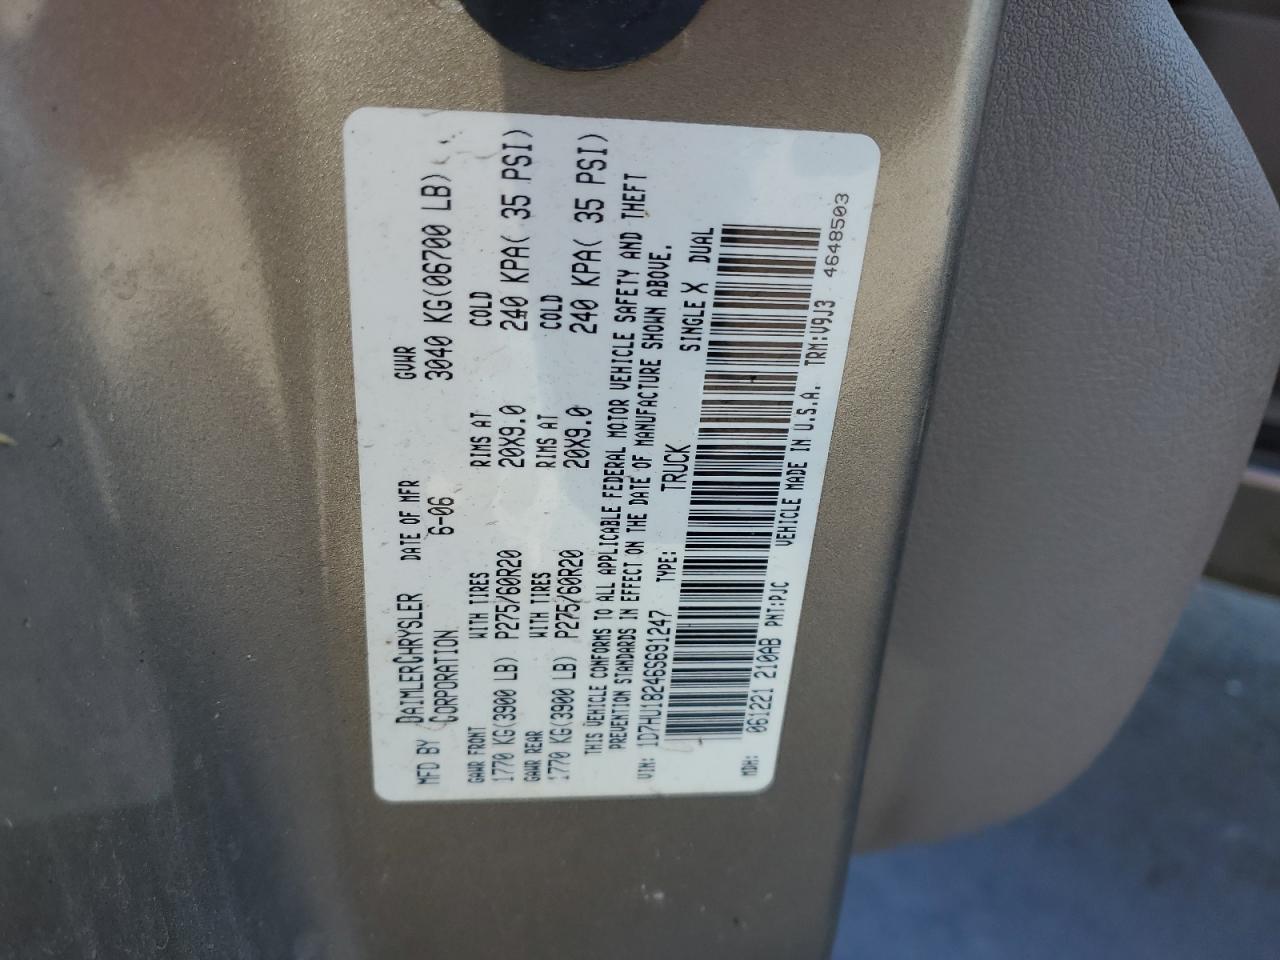 MFD BY DAIMLERCHRYSLER CORPORATION DATE OF MFR 6-06 GVWR 3040 KG(06700 LB)
GAWR FRONT WITH TIRES RIMS AT COLD
1770 KG(3900 LB) P275/60R20 20X9.0 240 KPA( 35 PSI)
GAWR REAR WITH TIRES RIMS AT COLD
1770 KG(3900 LB) P275/60R20 20X9.0 240 KPA( 35 PSI)
THIS VEHICLE CONFORMS TO ALL APPLICABLE FEDERAL MOTOR VEHICLE SAFETY AND THEFT
PREVENTION STANDARDS IN EFFECT ON THE DATE OF MANUFACTURE SHOWN ABOVE.
VIN: 1D7HU18246S691247 TYPE: TRUCK SINGLE X DUAL
MDH: 061221 210AB PNT:PJC VEHICLE MADE IN U.S.A. TRM:V9J3 4648503